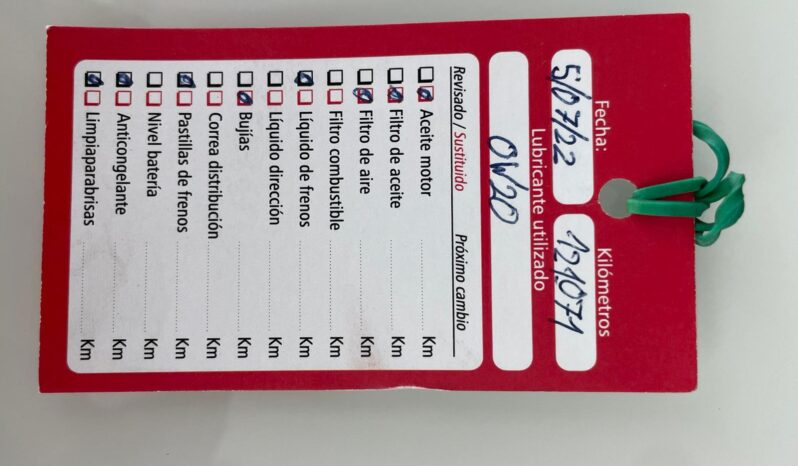 Fecha: Kilómetros
5/07/22 121.071
Lubricante utilizado
0W20
Revisado / Sustituido Próximo cambio
Aceite motor Km
Filtro de aceite Km
Filtro de aire Km
Filtro combustible Km
Líquido de frenos Km
Líquido dirección Km
Bujías Km
Correa distribución Km
Pastillas de frenos Km
Nivel batería Km
Anticongelante Km
Limpiaparabrisas Km